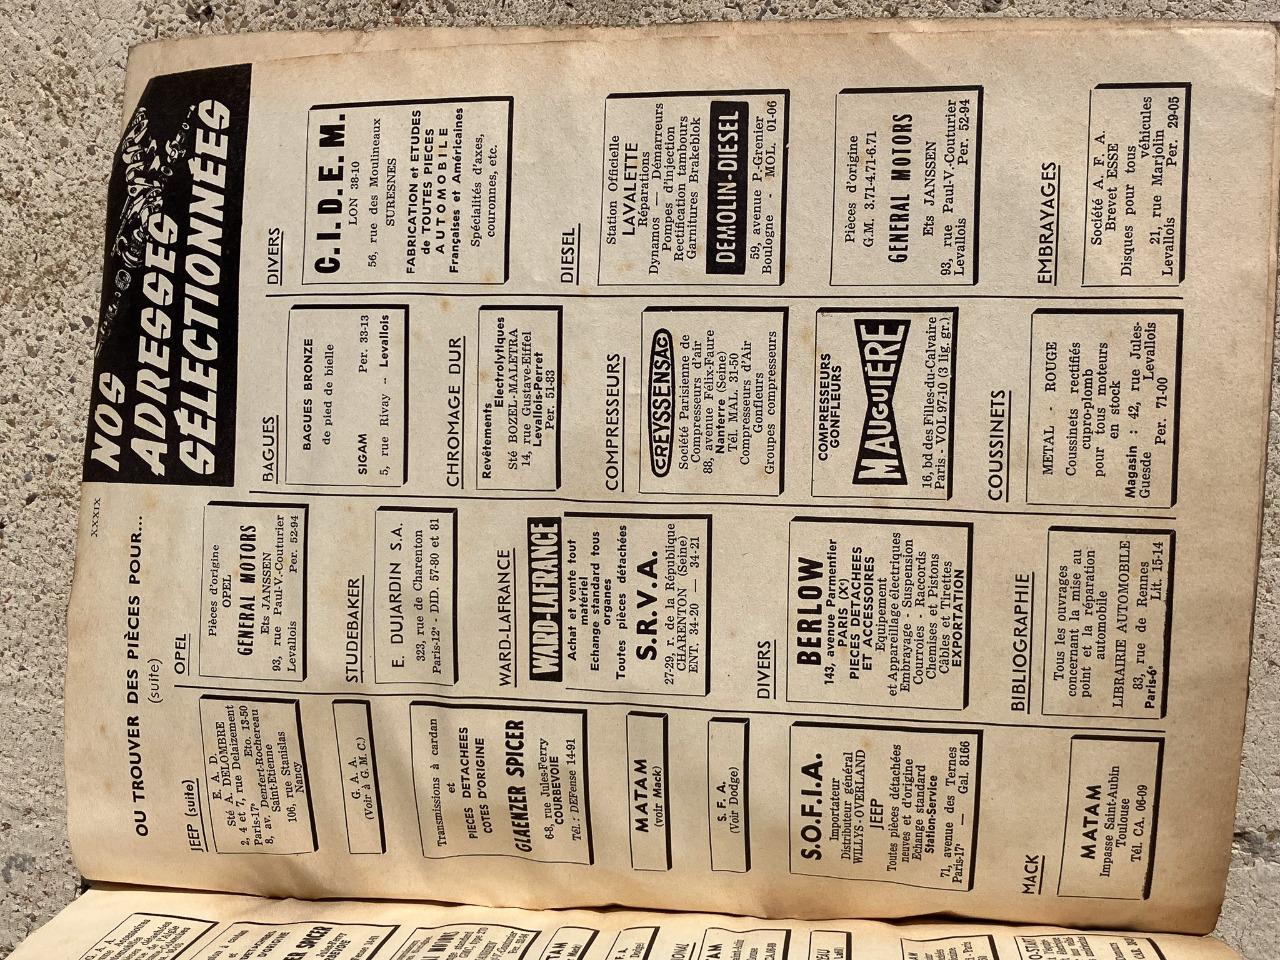 XXXIX
OU TROUVER DES PIÈCES POUR...
(suite)
JEEP (suite)
E. A. D.
Sté A. DELOMBRE
2, 4 et 7, rue Delaizement
Paris-17e Eto. 13-50
8, av. Denfert-Rochereau
Saint-Etienne
106, rue Stanislas
Nancy
G. A. A.
(Voir à G. M. C.)
Transmissions à cardan
et
PIECES DETACHEES
COTES D'ORIGINE
GLAENZER SPICER
6-8, rue Jules-Ferry
COURBEVOIE
Tél. : DEFense 14-91
MATAM
(voir Mack)
S. F. A.
(Voir Dodge)
S.O.F.I.A.
Importateur
Distributeur général
WILLYS-OVERLAND
JEEP
Toutes pièces détachées
neuves et d'origine
Echange standard
Station-Service
71, avenue des Ternes
Paris-17e — Gal. 8166
MACK
MATAM
Impasse Saint-Aubin
Toulouse
Tél. CA. 06-09
OPEL
Pièces d'origine
OPEL
GENERAL MOTORS
Ets JANSSEN
93, rue Paul-V.-Couturier
Levallois Per. 52-94
STUDEBAKER
E. DUJARDIN S.A.
323, rue de Charenton
Paris-12e - DID. 57-80 et 81
WARD-LAFRANCE
WARD-LAFRANCE
Achat et vente tout
matériel
Echange standard tous
organes
Toutes pièces détachées
S.R.V.A.
27-29, r. de la République
CHARENTON (Seine)
ENT. 34-20 — 34-21
DIVERS
BERLOW
143, avenue Parmentier
PARIS (Xe)
PIECES DETACHEES
ET ACCESSOIRES
Equipement
et Appareillage électriques
Embrayage - Suspension
Courroies - Raccords
Chemises et Pistons
Câbles et Tirettes
EXPORTATION
BIBLIOGRAPHIE
Tous les ouvrages
concernant la mise au
point et la réparation
automobile
LIBRAIRIE AUTOMOBILE
83, rue de Rennes
Paris-6e Lit. 15-14
NOS
ADRESSES
SÉLECTIONNÉES
BAGUES
BAGUES BRONZE
de pied de bielle
SIGAM Per. 33-13
5, rue Rivay -- Levallois
CHROMAGE DUR
Revêtements Electrolytiques
Sté BOZEL-MALETRA
14, rue Gustave-Eiffel
Levallois-Perret
Per. 51-83
COMPRESSEURS
CREYSSENSAC
Société Parisienne de
Compresseurs d'air
88, avenue Félix-Faure
Nanterre (Seine)
Tél. MAL. 31-50
Compresseurs d'Air
Gonfleurs
Groupes compresseurs
COMPRESSEURS
GONFLEURS
MAUGUIÈRE
16, bd des Filles-du-Calvaire
Paris - VOL 97-10 (3 lig. gr.)
COUSSINETS
METAL - ROUGE
Coussinets rectifiés
cupro-plomb
pour tous moteurs
en stock
Magasin : 42, rue Jules-
Guesde Per. 71-00 Levallois
DIVERS
C. I. D. E. M.
LON 38-10
56, rue des Moulineaux
SURESNES
FABRICATION et ETUDES
de TOUTES PIECES
AUTOMOBILE
Françaises et Américaines
Spécialités d'axes,
couronnes, etc.
DIESEL
Station Officielle
LAVALETTE
Réparations
Dynamos — Démarreurs
Pompes d'injection
Rectification tambours
Garnitures Brakeblok
DEMOLIN-DIESEL
59, avenue P.-Grenier
Boulogne - MOL. 01-06
Pièces d'origine
G.M. 3.71-4.71-6.71
GENERAL MOTORS
Ets JANSSEN
93, rue Paul-V.-Couturier
Levallois Per. 52-94
EMBRAYAGES
Société A. F. A.
Brevet ESSE
Disques pour tous
véhicules
21, rue Marjolin
Levallois Per. 29-05